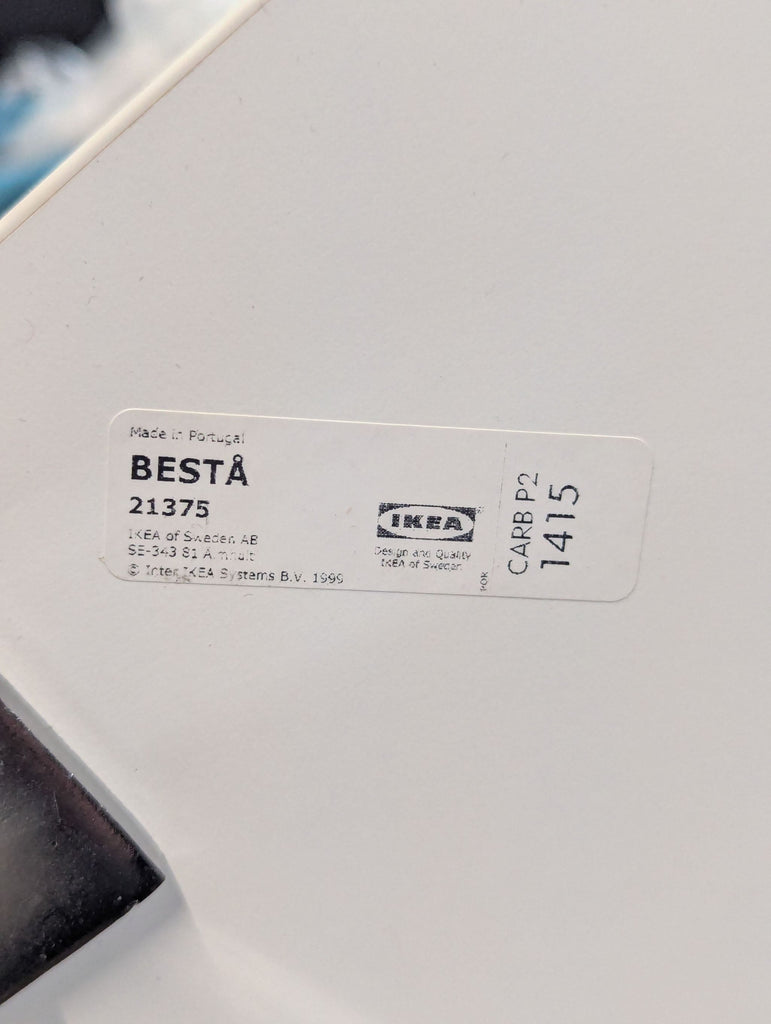 Made in Portugal
BESTÅ
21375
IKEA of Sweden AB
SE-343 81 Älmhult
© Inter IKEA Systems B.V. 1999
IKEA
Design and Quality
IKEA of Sweden
POR
CARB P2
1415